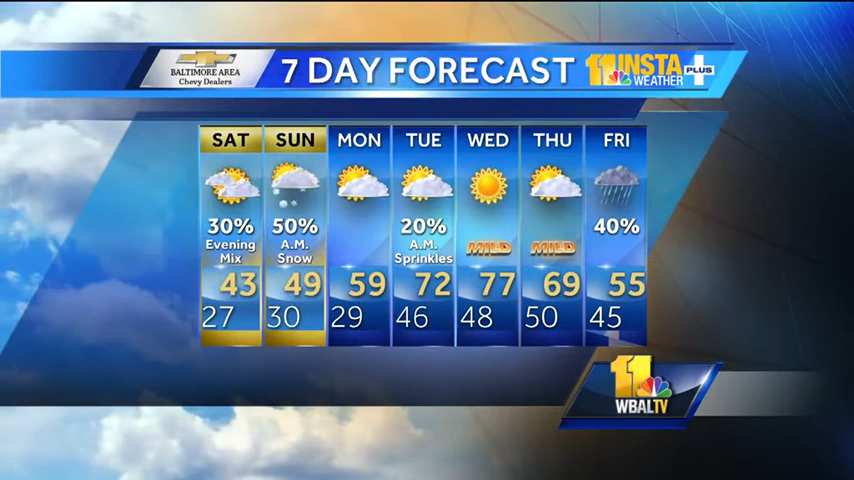 BALTIMORE AREA
Chevy Dealers
7 DAY FORECAST
11 INSTA
WEATHER
PLUS
SAT SUN MON TUE WED THU FRI
30% 50% 20% 40%
Evening A.M. A.M. MILD MILD
Mix Snow Sprinkles
43 49 59 72 77 69 55
27 30 29 46 48 50 45
11
WBALTV